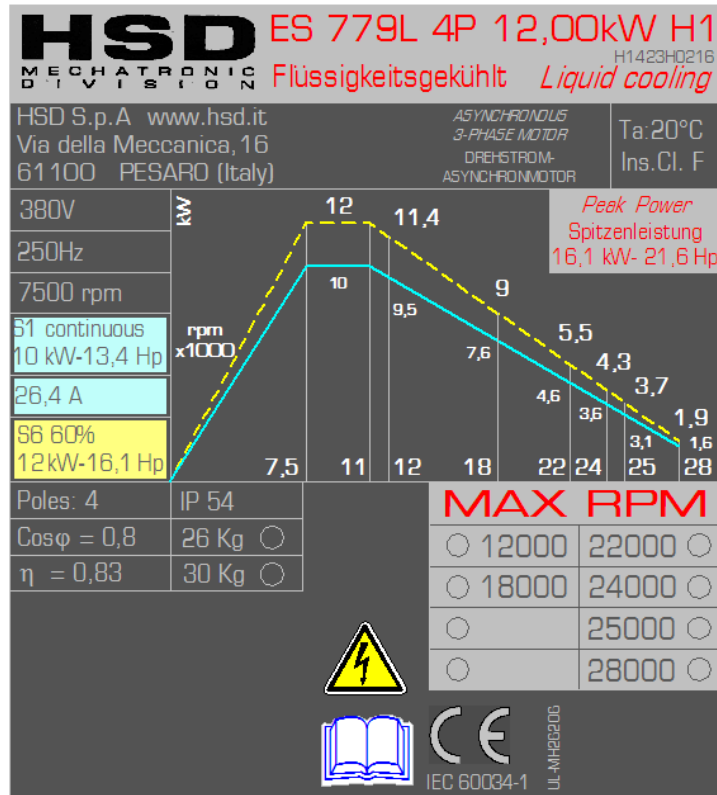 HSD
MECHATRONIC
DIVISION
ES 779L 4P 12,00kW H1
H1423H0216
Flüssigkeitsgekühlt Liquid cooling
HSD S.p.A www.hsd.it
Via della Meccanica,16
61100 PESARO (Italy)
ASYNCHRONOUS
3-PHASE MOTOR
DREHSTROM-
ASYNCHRONMOTOR
Ta:20°C
Ins.Cl. F
380V
250Hz
7500 rpm
S1 continuous
10 kW-13,4 Hp
26,4 A
S6 60%
12kW-16,1 Hp
kW
rpm
x1000
Peak Power
Spitzenleistung
16,1 kW- 21,6 Hp
12
11,4
9
5,5
4,3
3,7
1,9
10
9,5
7,6
4,6
3,6
3,1
1,6
7,5 11 12 18 22 24 25 28
Poles: 4
IP 54
Cosφ = 0,8
26 Kg
η = 0,83
30 Kg
MAX RPM
12000 22000
18000 24000
25000
28000
CE
IEC 60034-1
UL-MH26206